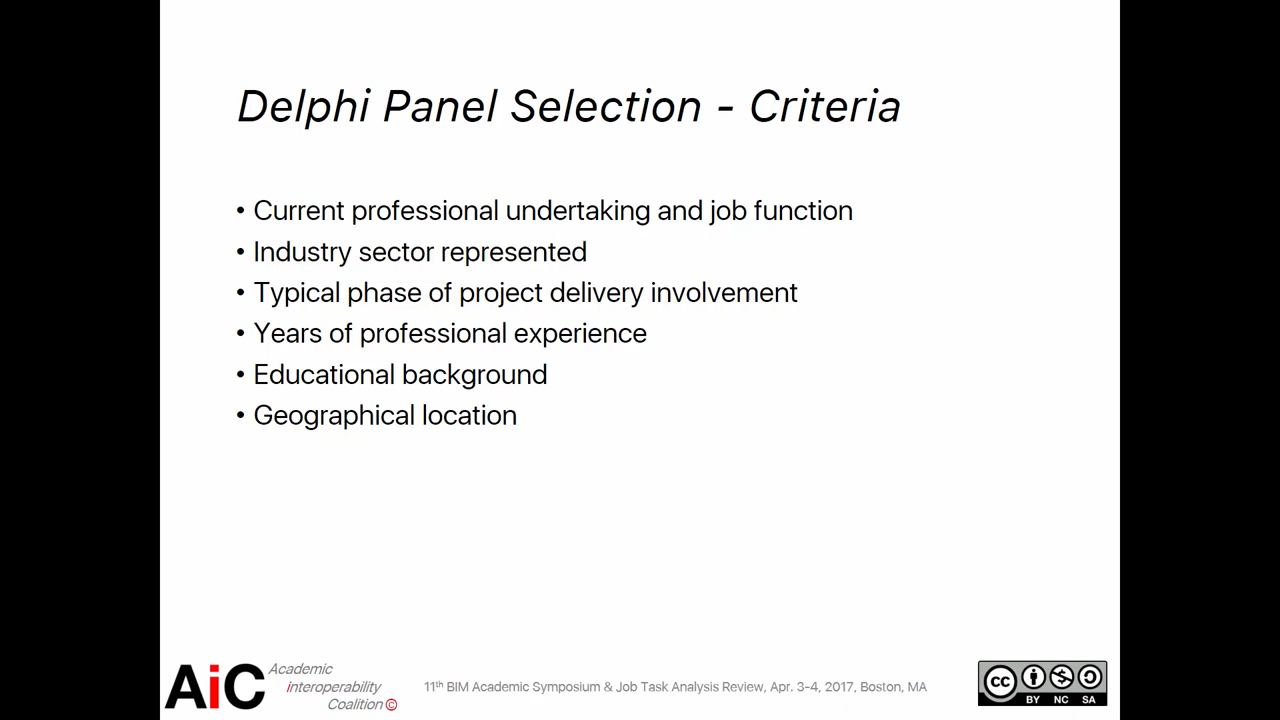 Delphi Panel Selection - Criteria
• Current professional undertaking and job function
• Industry sector represented
• Typical phase of project delivery involvement
• Years of professional experience
• Educational background
• Geographical location
AiC
Academic
interoperability
Coalition ©
11th BIM Academic Symposium & Job Task Analysis Review, Apr. 3-4, 2017, Boston, MA
cc
BY NC SA